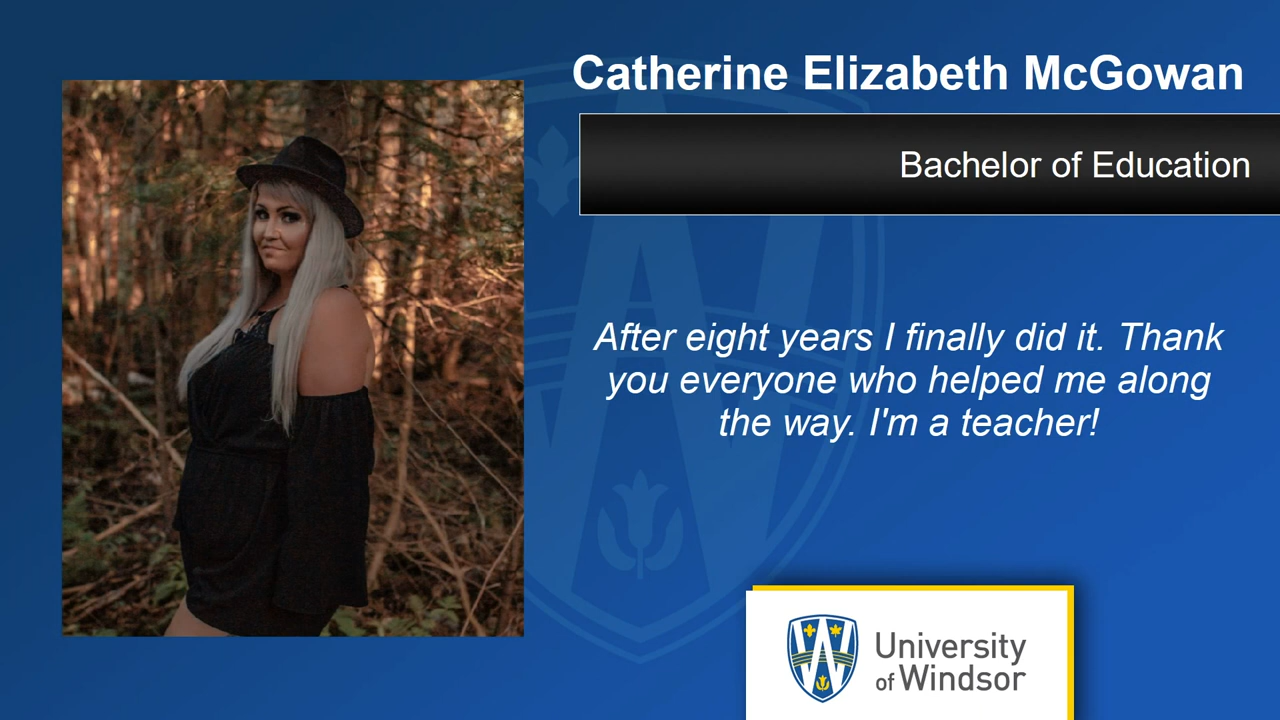 Catherine Elizabeth McGowan
Bachelor of Education
After eight years I finally did it. Thank
you everyone who helped me along
the way. I'm a teacher!
University
of Windsor